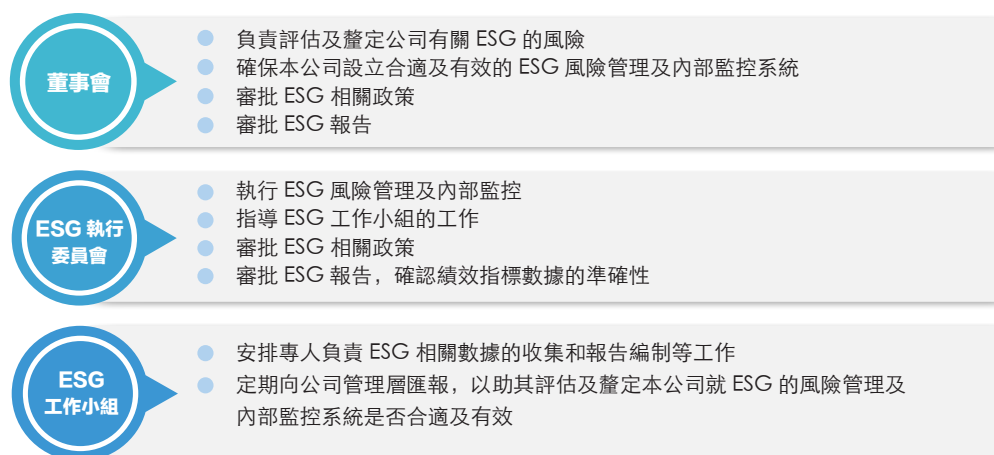 董事會
負責評估及釐定公司有關 ESG 的風險
確保本公司設立合適及有效的 ESG 風險管理及內部監控系統
審批 ESG 相關政策
審批 ESG 報告
ESG 執行
委員會
執行 ESG 風險管理及內部監控
指導 ESG 工作小組的工作
審批 ESG 相關政策
審批 ESG 報告，確認績效指標數據的準確性
ESG
工作小組
安排專人負責 ESG 相關數據的收集和報告編制等工作
定期向公司管理層匯報，以助其評估及釐定本公司就 ESG 的風險管理及
內部監控系統是否合適及有效